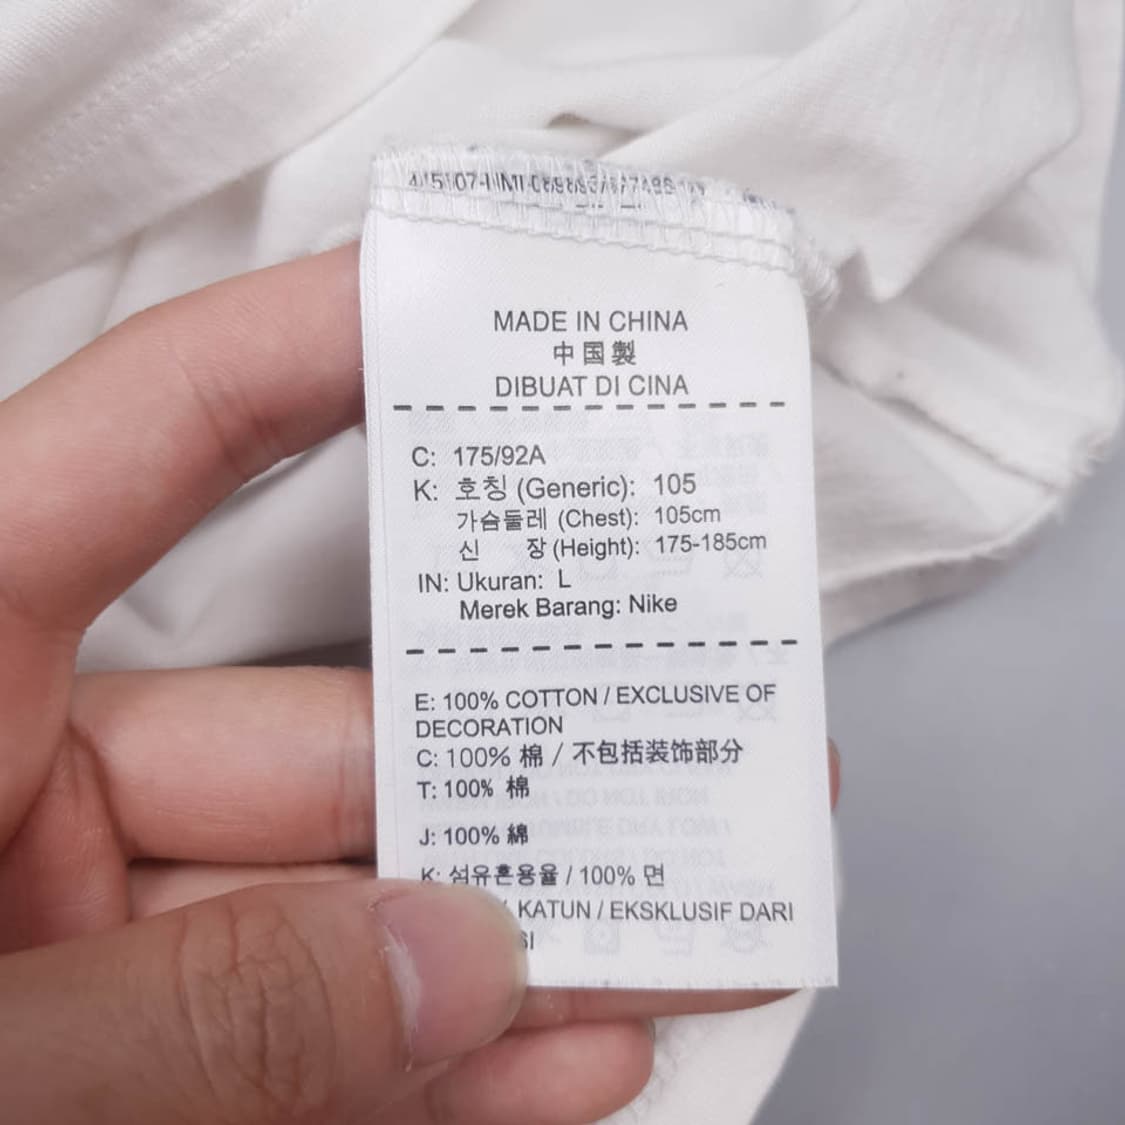 MADE IN CHINA
中国製
DIBUAT DI CINA
C: 175/92A
K: 호칭 (Generic): 105
가슴둘레 (Chest): 105cm
신 장 (Height): 175-185cm
IN: Ukuran: L
Merek Barang: Nike
E: 100% COTTON / EXCLUSIVE OF
DECORATION
C: 100% 棉 / 不包括装饰部分
T: 100% 棉
J: 100% 綿
K: 섬유혼용율 / 100% 면
KATUN / EKSKLUSIF DARI